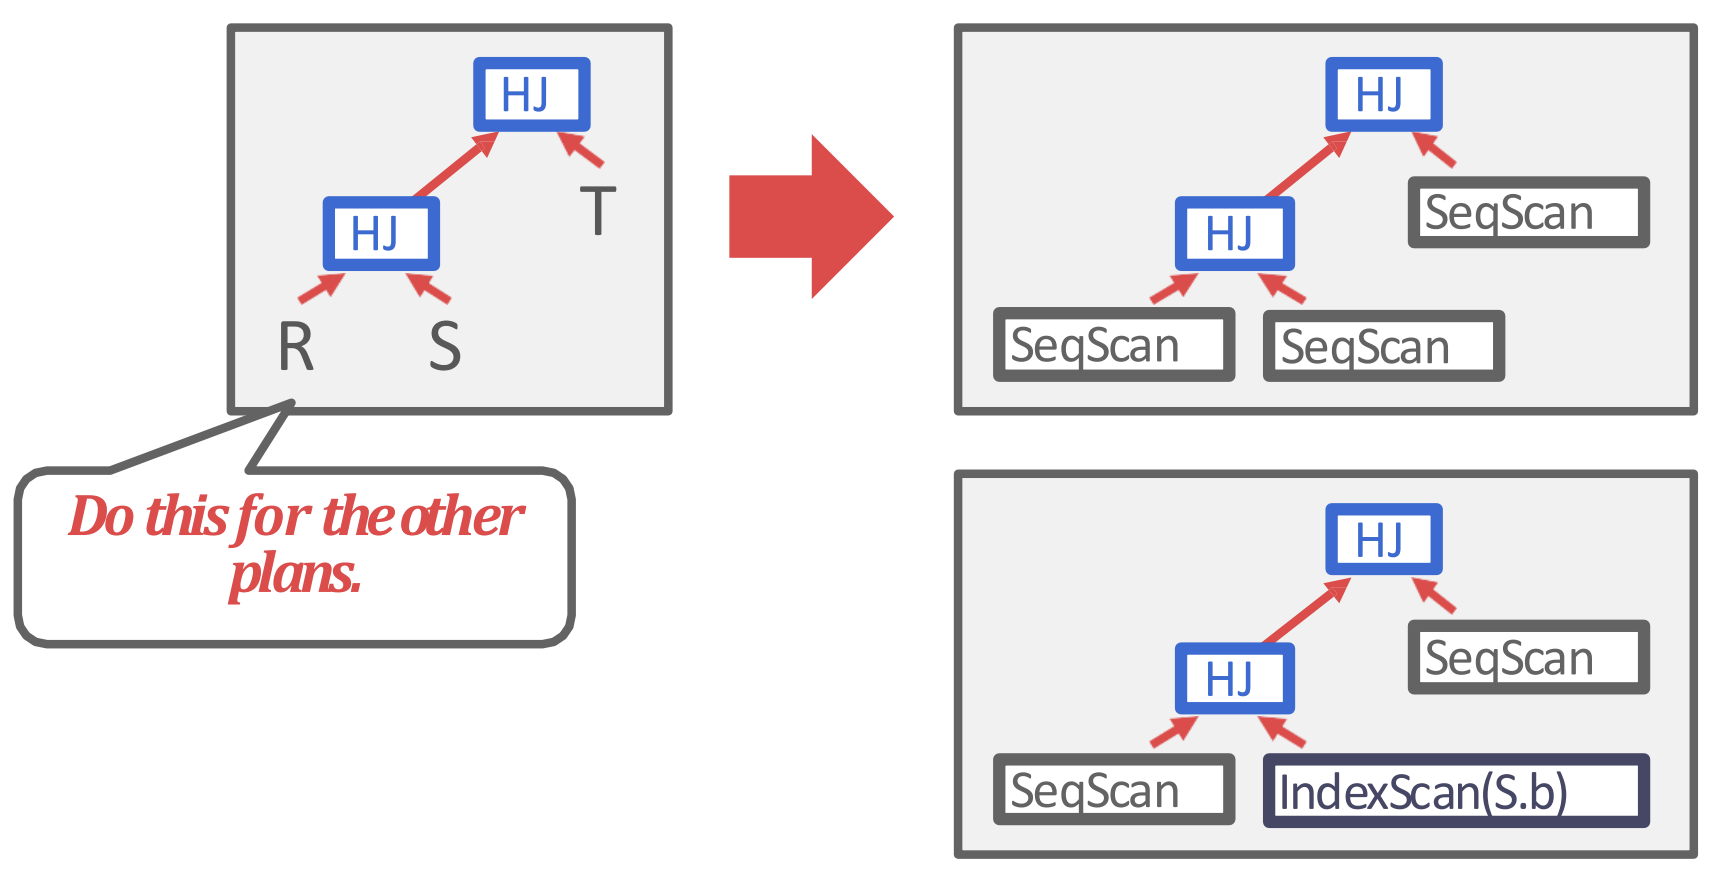 HJ
T
HJ
R
S
Do this for the other
plans.
HJ
SeqScan
HJ
SeqScan
SeqScan
HJ
SeqScan
HJ
SeqScan
IndexScan(S.b)